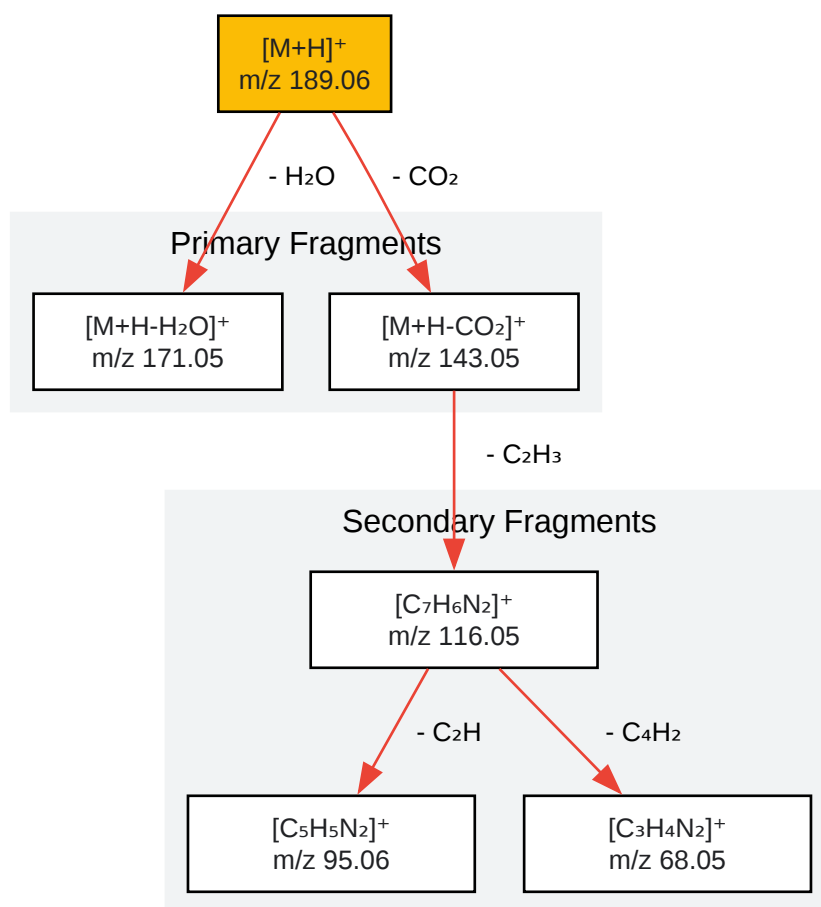 [M+H]⁺
m/z 189.06
- H₂O
- CO₂
Primary Fragments
[M+H-H₂O]⁺
m/z 171.05
[M+H-CO₂]⁺
m/z 143.05
- C₂H₃
Secondary Fragments
[C₇H₆N₂]⁺
m/z 116.05
- C₂H
- C₄H₂
[C₅H₅N₂]⁺
m/z 95.06
[C₃H₄N₂]⁺
m/z 68.05